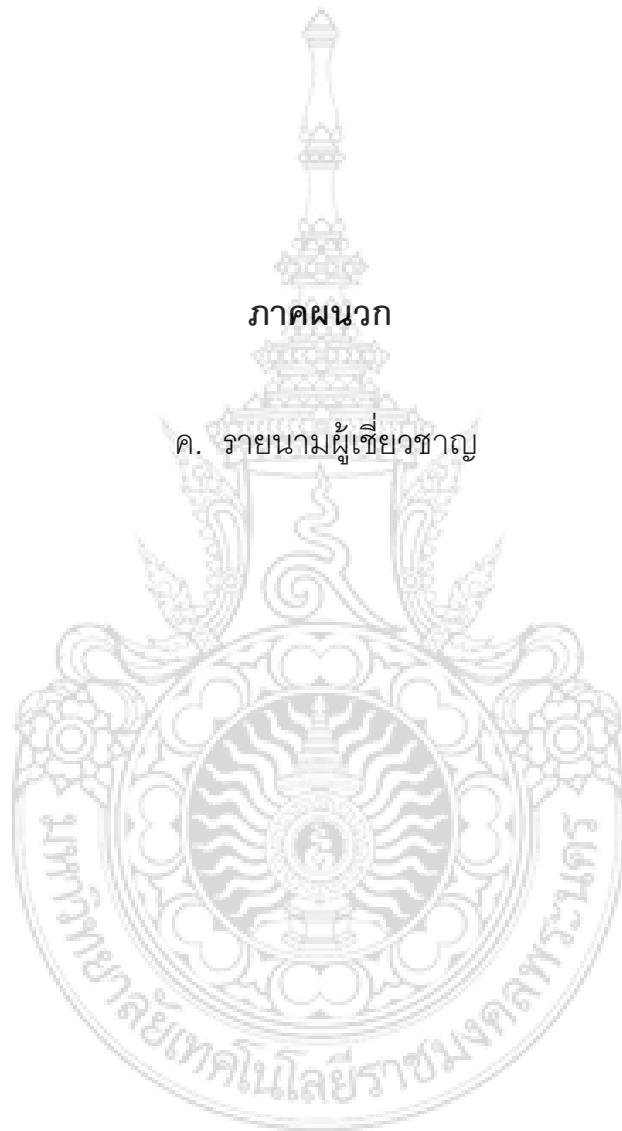 ภาคผนวก
ค. รายนามผู้เชี่ยวชาญ
มหาวิทยาลัยเทคโนโลยีราชมงคลพระนคร